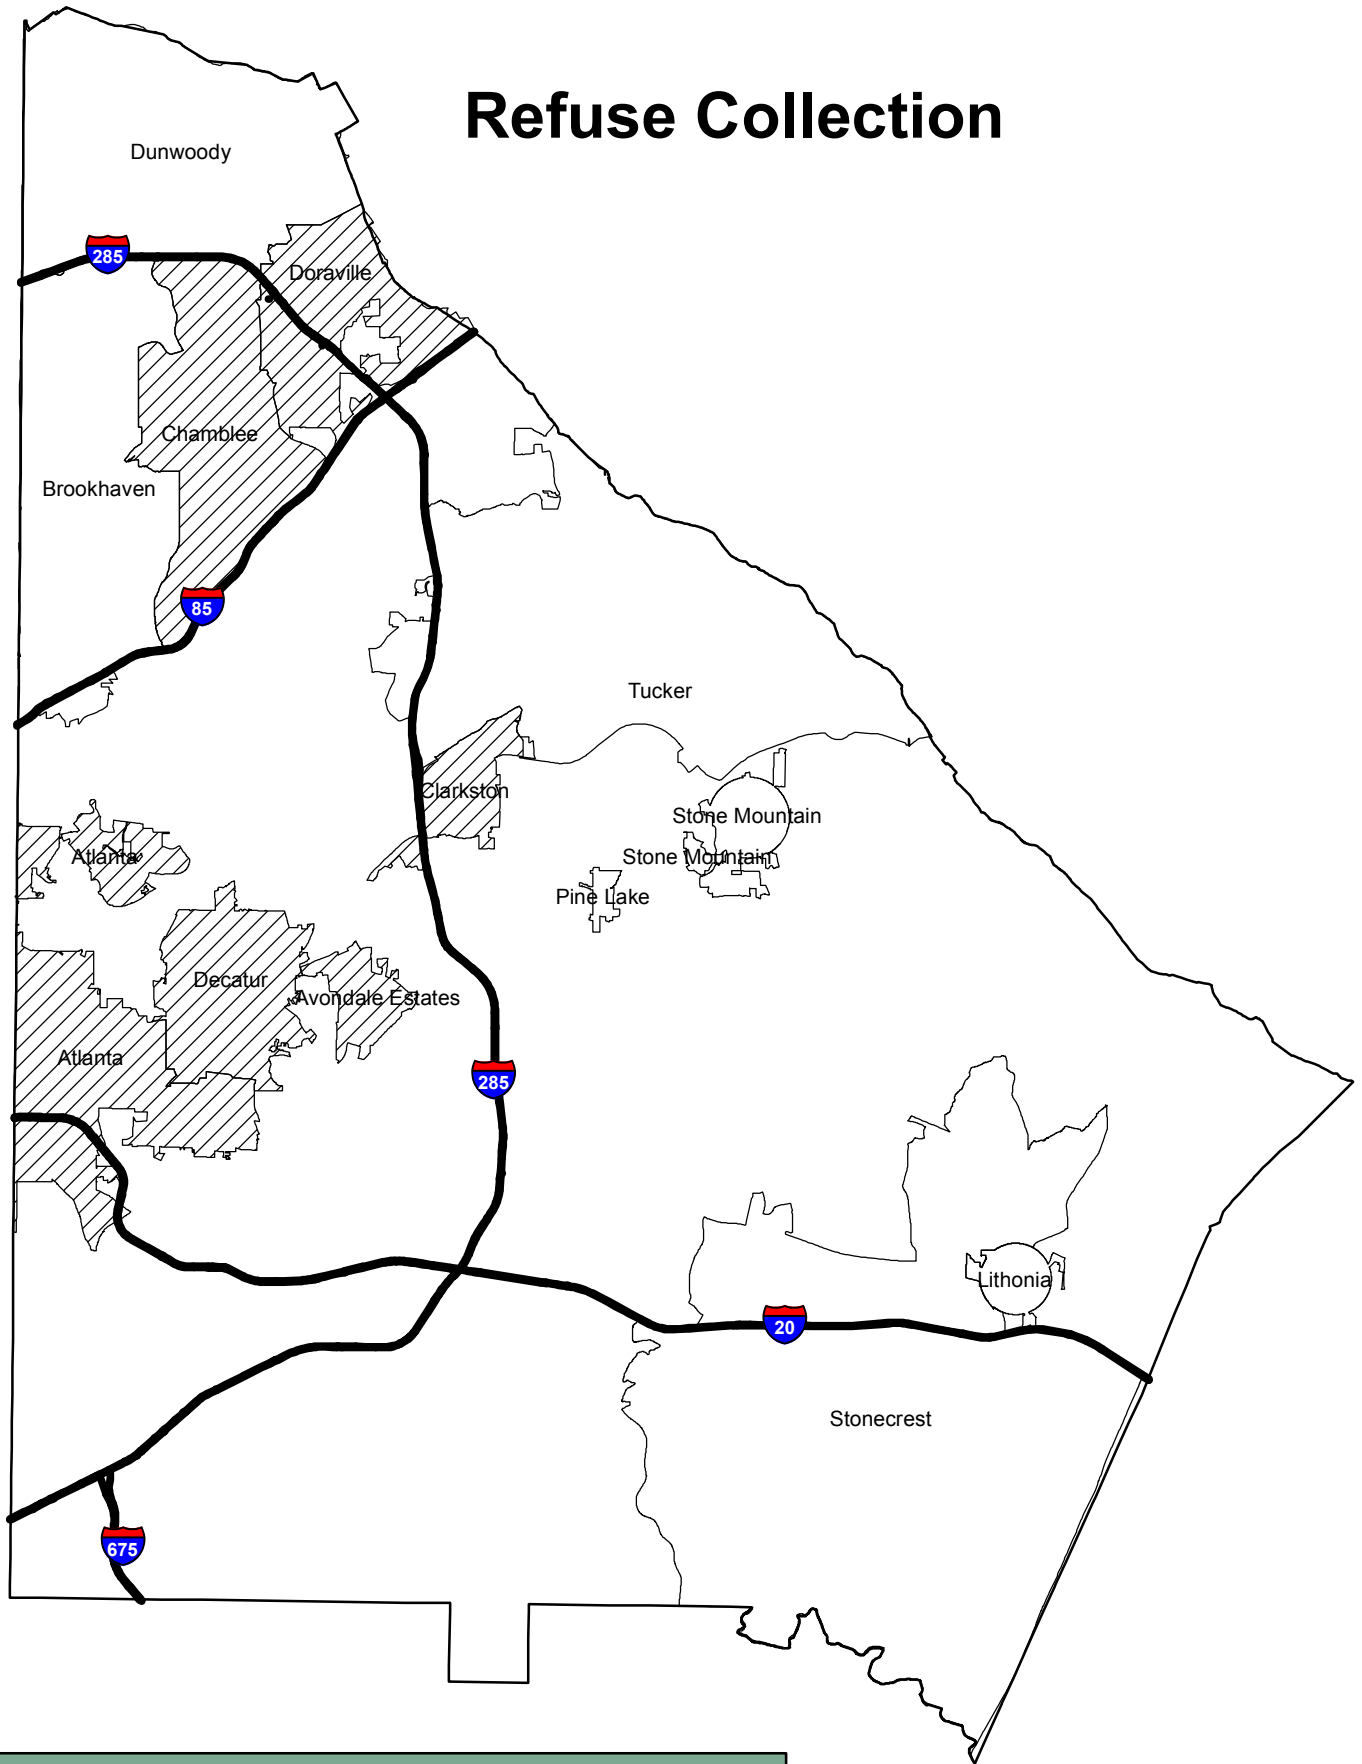 Refuse Collection
Dunwoody
285
Doraville
Chamblee
Brookhaven
85
Tucker
Clarkston
Stone Mountain
Atlanta
Stone Mountain
Pine Lake
Decatur
Avondale Estates
Atlanta
285
Lithonia
20
Stonecrest
675